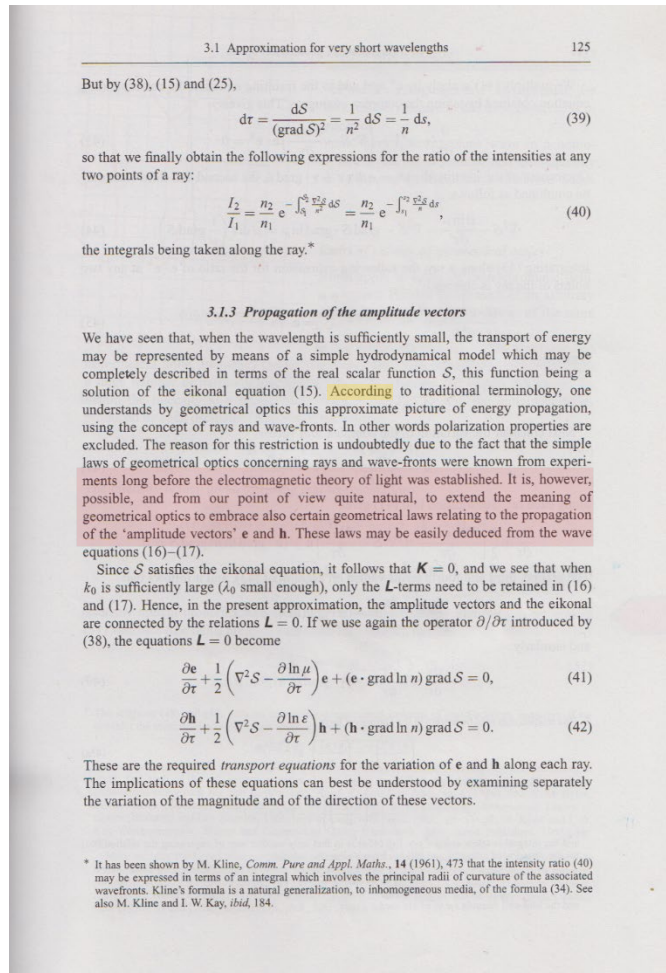 3.1 Approximation for very short wavelengths 125
But by (38), (15) and (25),
dτ = dS/(grad S)² = 1/n² dS = 1/n ds, (39)
so that we finally obtain the following expressions for the ratio of the intensities at any
two points of a ray:
I₂/I₁ = n₂/n₁ e^{−∫_{S₁}^{S₂} ∇²S/n² dS} = n₂/n₁ e^{−∫_{s₁}^{s₂} ∇²S/n ds}, (40)
the integrals being taken along the ray.*
3.1.3 Propagation of the amplitude vectors
We have seen that, when the wavelength is sufficiently small, the transport of energy
may be represented by means of a simple hydrodynamical model which may be
completely described in terms of the real scalar function S, this function being a
solution of the eikonal equation (15). According to traditional terminology, one
understands by geometrical optics this approximate picture of energy propagation,
using the concept of rays and wave-fronts. In other words polarization properties are
excluded. The reason for this restriction is undoubtedly due to the fact that the simple
laws of geometrical optics concerning rays and wave-fronts were known from experi-
ments long before the electromagnetic theory of light was established. It is, however,
possible, and from our point of view quite natural, to extend the meaning of
geometrical optics to embrace also certain geometrical laws relating to the propagation
of the ‘amplitude vectors’ e and h. These laws may be easily deduced from the wave
equations (16)–(17).
Since S satisfies the eikonal equation, it follows that K = 0, and we see that when
k₀ is sufficiently large (λ₀ small enough), only the L-terms need to be retained in (16)
and (17). Hence, in the present approximation, the amplitude vectors and the eikonal
are connected by the relations L = 0. If we use again the operator ∂/∂τ introduced by
(38), the equations L = 0 become
∂e/∂τ + 1/2 (∇²S − ∂ ln μ/∂τ) e + (e · grad ln n) grad S = 0, (41)
∂h/∂τ + 1/2 (∇²S − ∂ ln ε/∂τ) h + (h · grad ln n) grad S = 0. (42)
These are the required transport equations for the variation of e and h along each ray.
The implications of these equations can best be understood by examining separately
the variation of the magnitude and of the direction of these vectors.
* It has been shown by M. Kline, Comm. Pure and Appl. Maths., 14 (1961), 473 that the intensity ratio (40)
may be expressed in terms of an integral which involves the principal radii of curvature of the associated
wavefronts. Kline's formula is a natural generalization, to inhomogeneous media, of the formula (34). See
also M. Kline and I. W. Kay, ibid, 184.